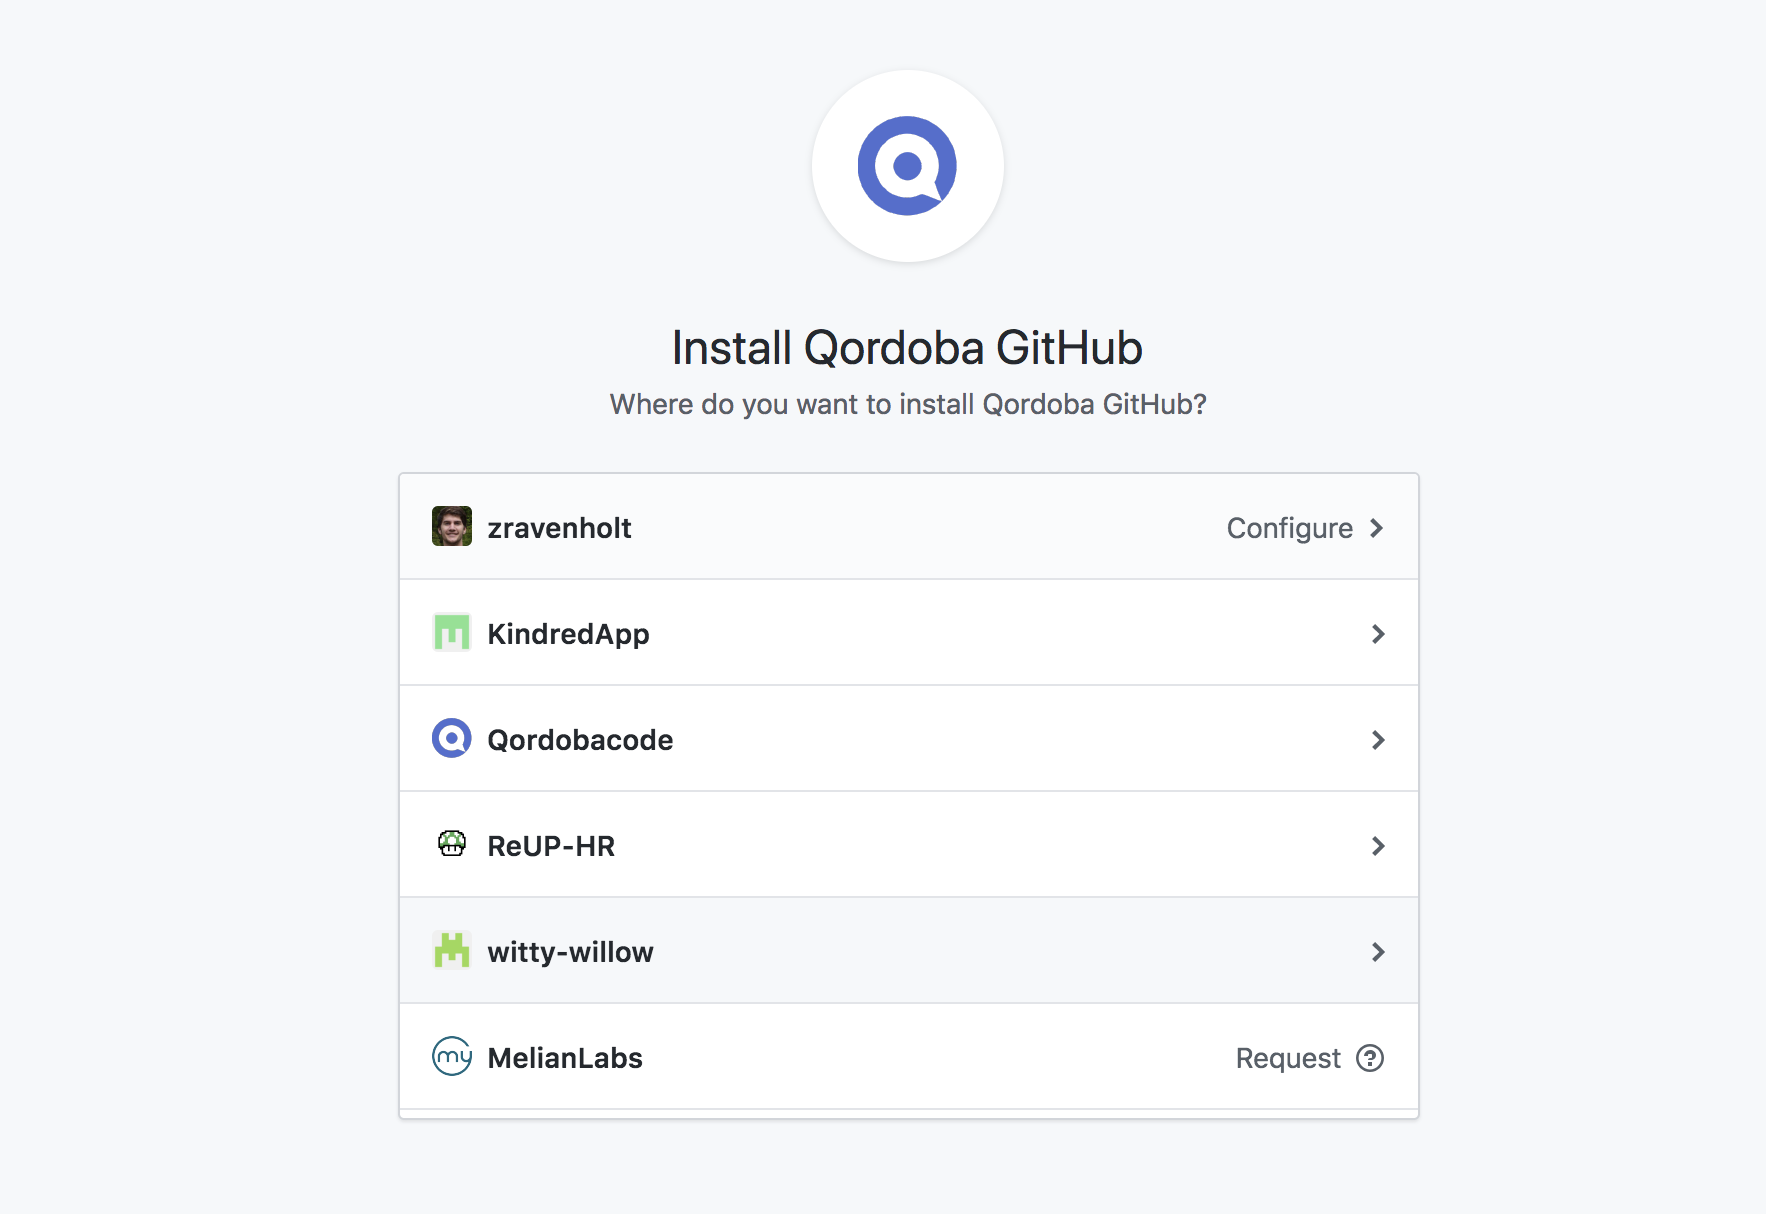 Install Qordoba GitHub
Where do you want to install Qordoba GitHub?
zravenholt Configure
KindredApp
Qordobacode
ReUP-HR
witty-willow
my MelianLabs Request